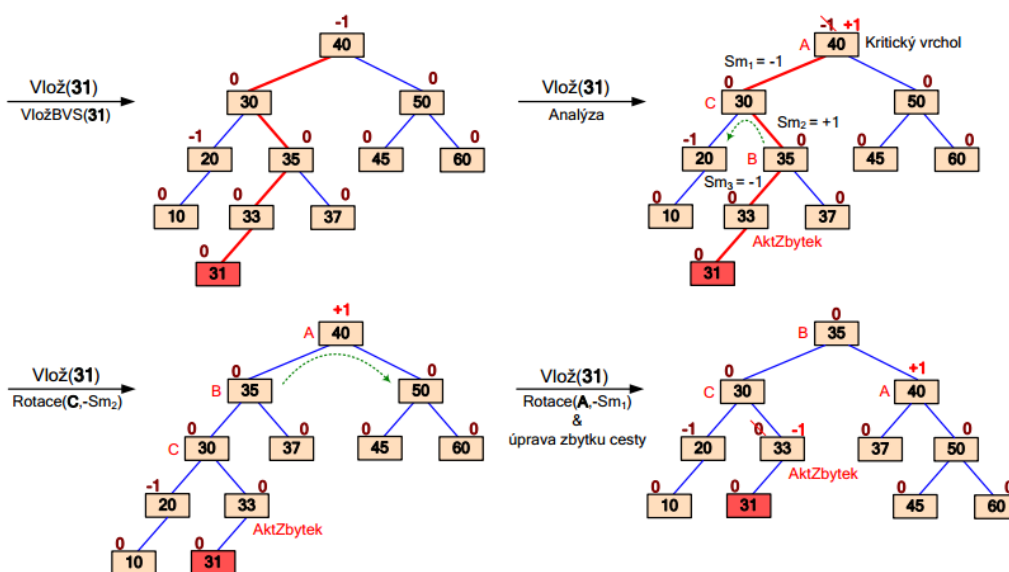 -1
40
0 0
30 50
Vlož(31)
VložBVS(31)
-1 0 0 0
20 35 45 60
0 0 0
10 33 37
0
31
-1 +1
A 40 Kritický vrchol
Sm1 = -1
0 0
C 30 50
Vlož(31)
Analýza
Sm2 = +1
-1 0 0 0
20 B 35 45 60
Sm3 = -1
0 0 0
10 33 37
AktZbytek
0
31
+1
A 40
0 0
B 35 50
Vlož(31)
Rotace(C,-Sm2)
0 0 0 0
C 30 37 45 60
-1 0
20 33
AktZbytek
0 0
10 31
0
B 35
0 +1
C 30 A 40
Vlož(31)
Rotace(A,-Sm1)
&
úprava zbytku cesty
-1 0 -1 0 0
20 33 37 50
AktZbytek
0 0 0 0
10 31 45 60